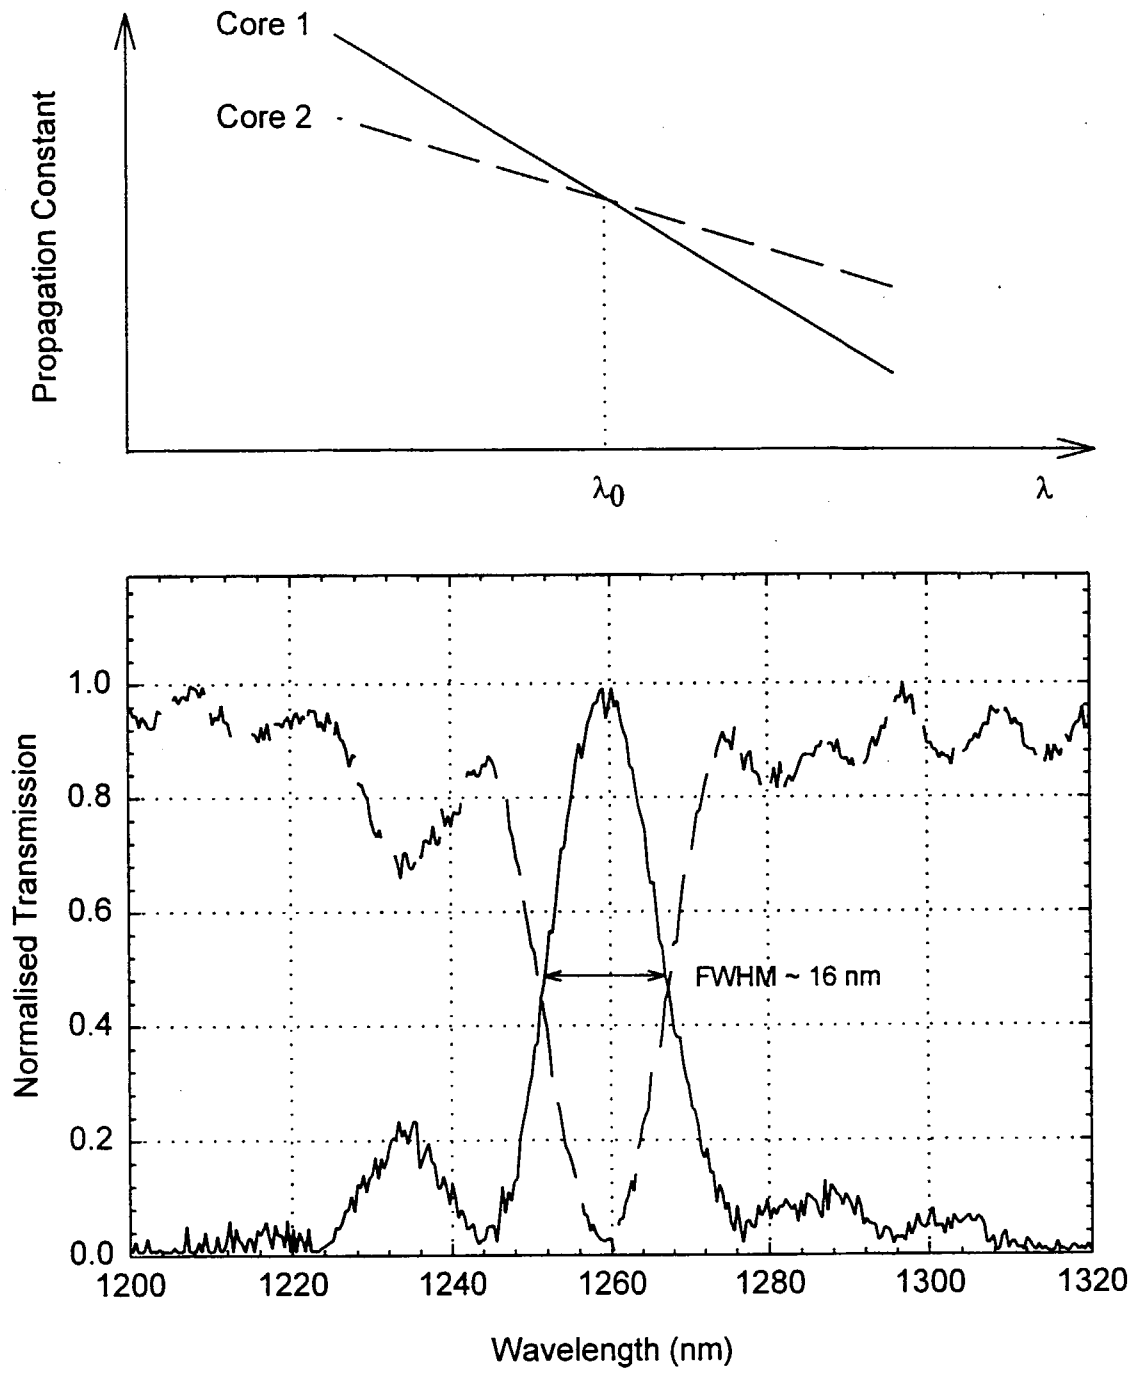 Core 1
Core 2
Propagation Constant
λ0
λ
Normalised Transmission
1.0
0.8
0.6
0.4
0.2
0.0
FWHM ~ 16 nm
1200 1220 1240 1260 1280 1300 1320
Wavelength (nm)